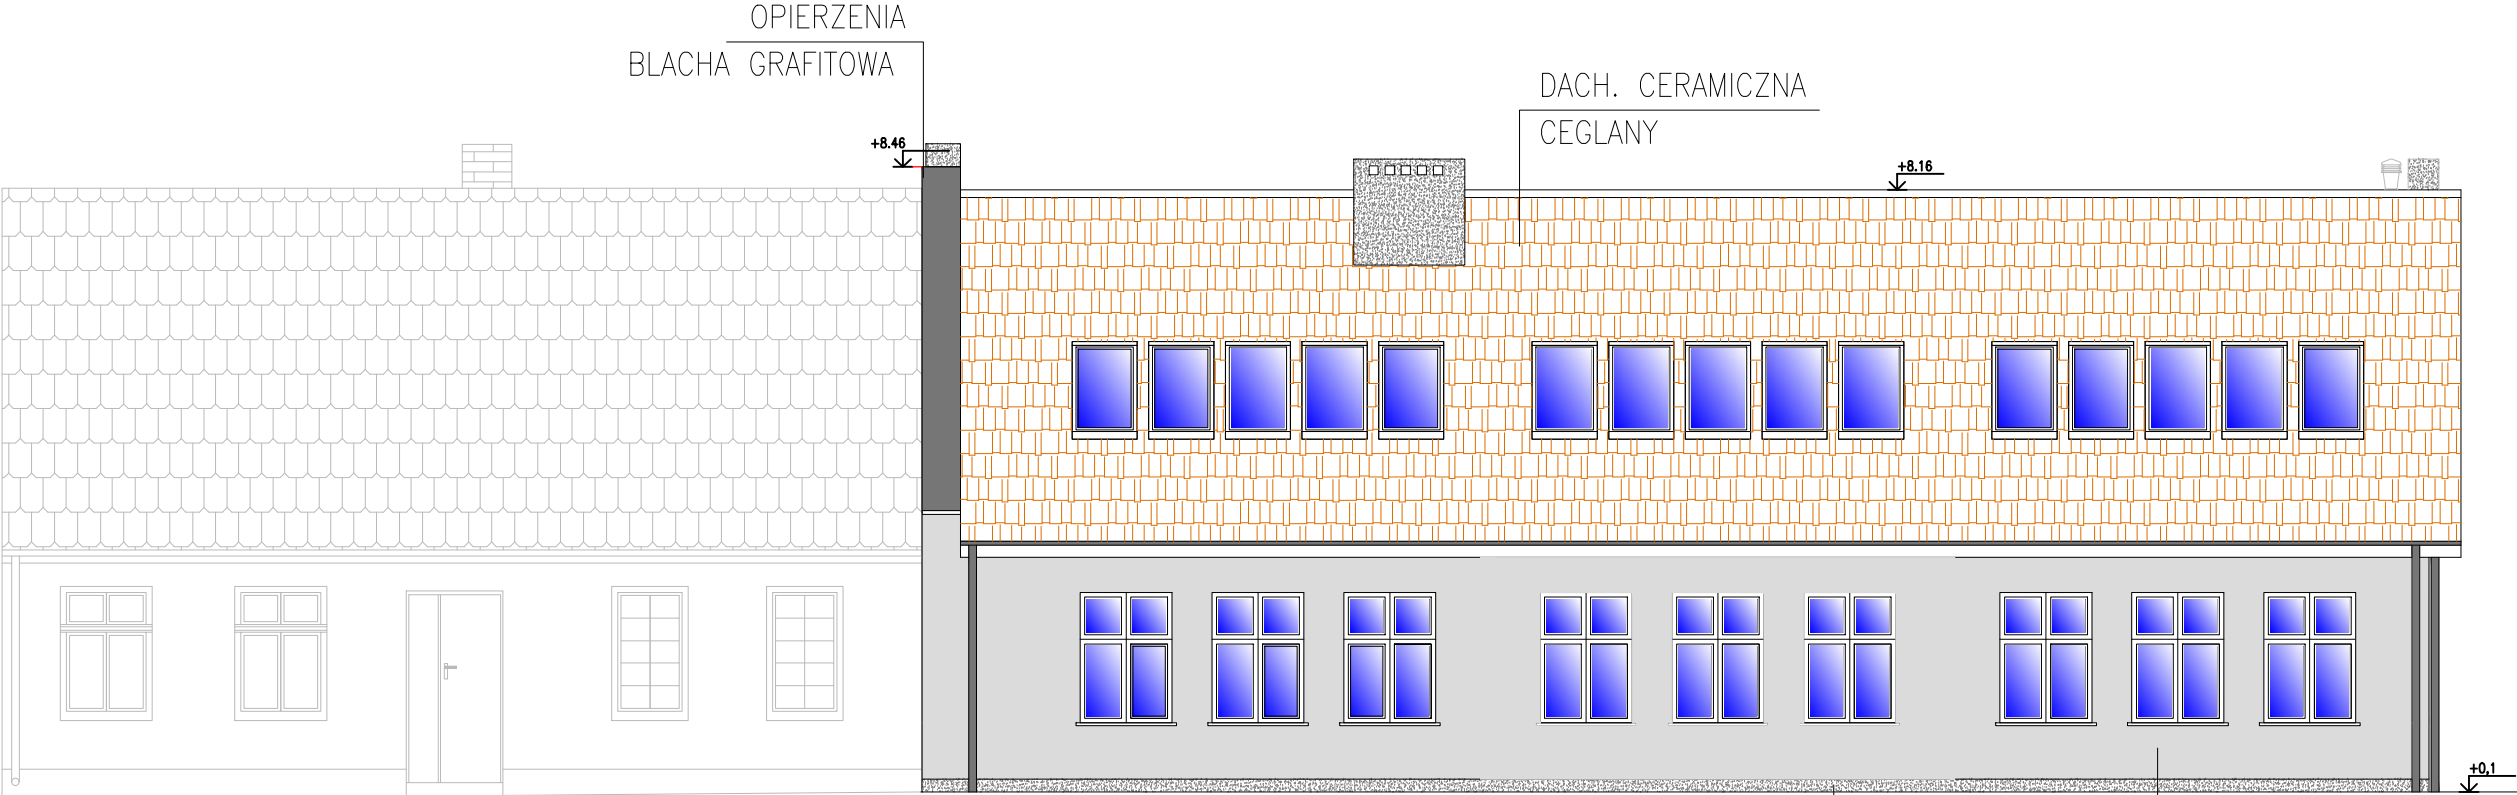 OPIERZENIA
BLACHA GRAFITOWA
DACH. CERAMICZNA
CEGLANY
+8.46
+8.16
+0,1